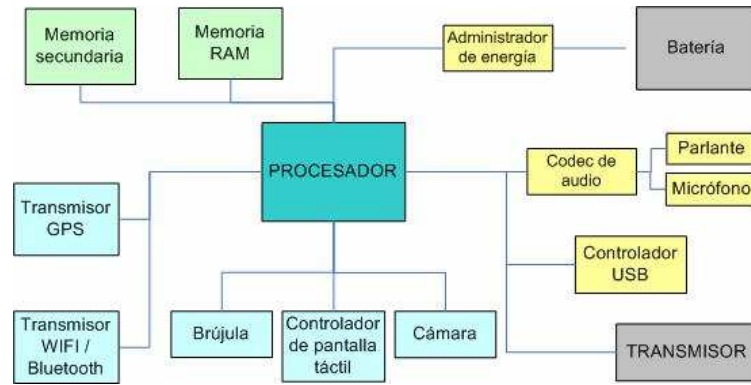 Memoria
secundaria
Memoria
RAM
Administrador
de energía
Batería
PROCESADOR
Codec de
audio
Parlante
Micrófono
Transmisor
GPS
Controlador
USB
Transmisor
WIFI /
Bluetooth
Brújula
Controlador
de pantalla
táctil
Cámara
TRANSMISOR